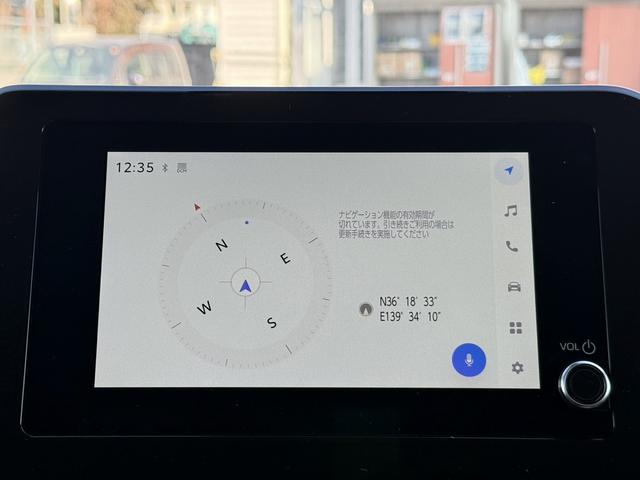 12:35
ナビゲーション機能の有効期間が
切れています。引き続きご利用の場合は
更新手続きを実施してください
N
E
W
S
N36° 18' 33"
E139° 34' 10"
VOL